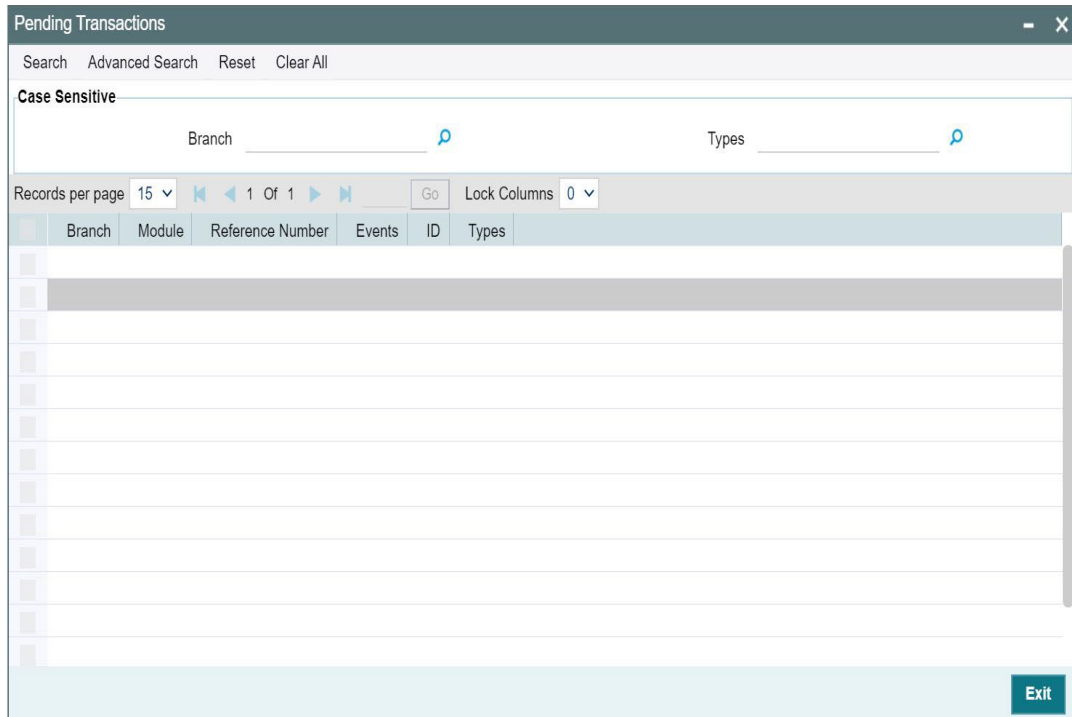 Pending Transactions
Search Advanced Search Reset Clear All
Case Sensitive
Branch Types
Records per page 15 1 Of 1 Go Lock Columns 0
Branch Module Reference Number Events ID Types
Exit